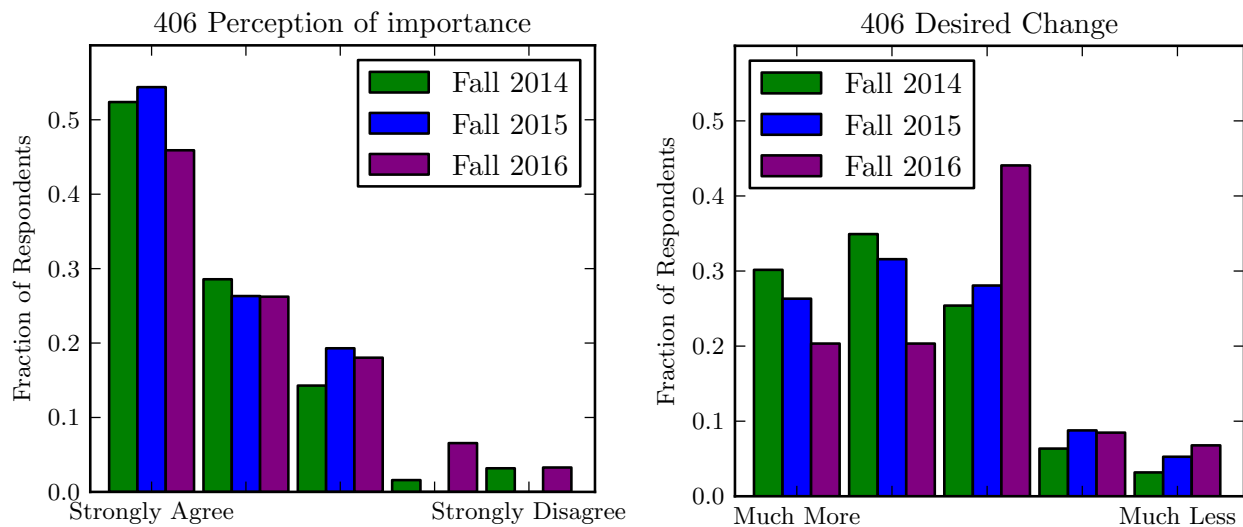 406 Perception of importance
Fraction of Respondents
0.5
0.4
0.3
0.2
0.1
0.0
Fall 2014
Fall 2015
Fall 2016
Strongly Agree
Strongly Disagree
406 Desired Change
Fraction of Respondents
0.5
0.4
0.3
0.2
0.1
0.0
Fall 2014
Fall 2015
Fall 2016
Much More
Much Less